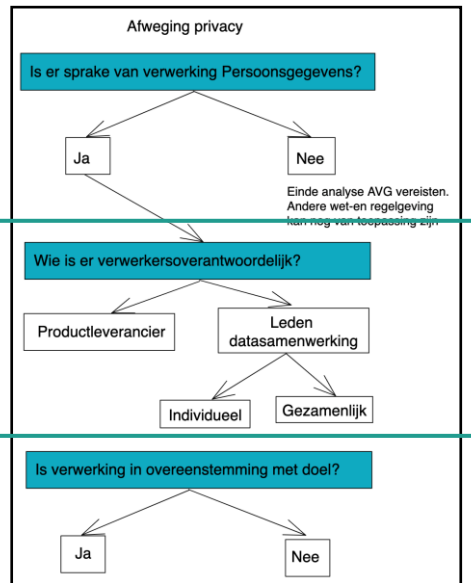 Afweging privacy
Is er sprake van verwerking Persoonsgegevens?
Ja
Nee
Einde analyse AVG vereisten.
Andere wet-en regelgeving
kan nog van toepassing zijn
Wie is er verwerkersoverantwoordelijk?
Productleverancier
Leden
datasamenwerking
Individueel
Gezamenlijk
Is verwerking in overeenstemming met doel?
Ja
Nee